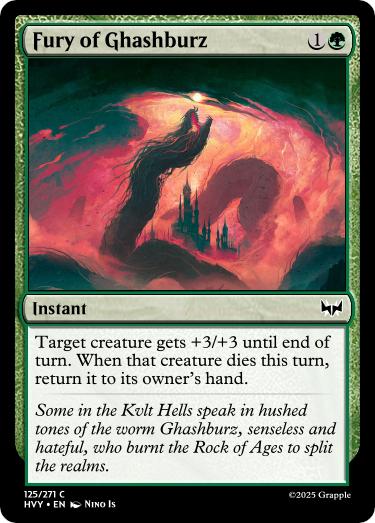 Fury of Ghashburz 1
Instant
Target creature gets +3/+3 until end of
turn. When that creature dies this turn,
return it to its owner's hand.
Some in the Kvlt Hells speak in hushed
tones of the worm Ghashburz, senseless and
hateful, who burnt the Rock of Ages to split
the realms.
125/271 C
HVY • EN Nino Is
©2025 Grapple